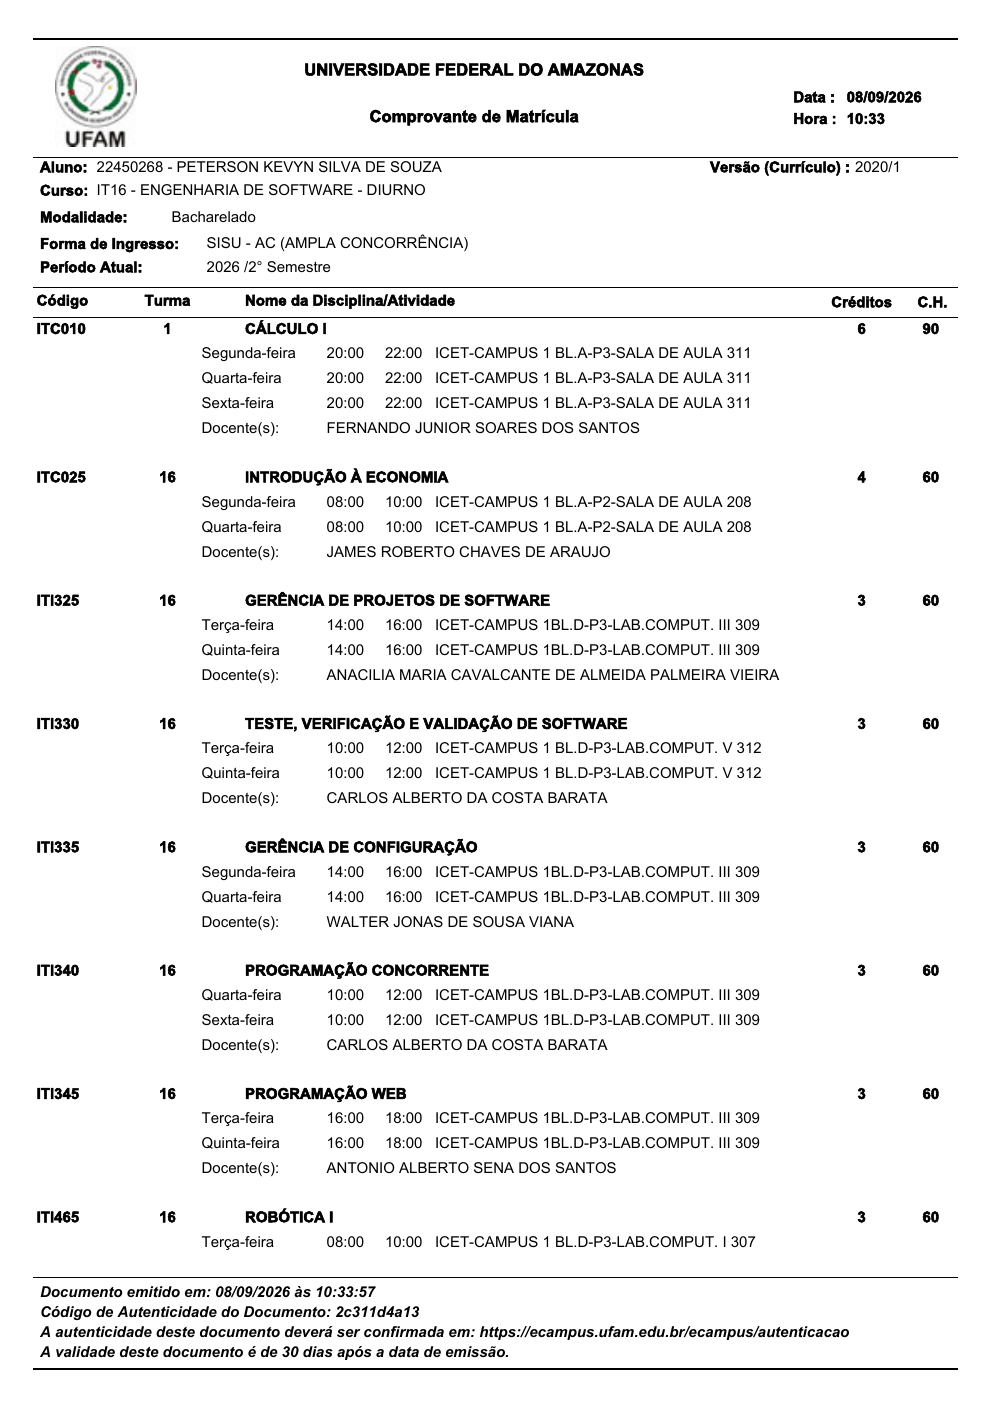 UNIVERSIDADE FEDERAL DO AMAZONAS
Comprovante de Matrícula
Data : 08/09/2026
Hora : 10:33
UFAM
Aluno: 22450268 - PETERSON KEVYN SILVA DE SOUZA Versão (Currículo) : 2020/1
Curso: IT16 - ENGENHARIA DE SOFTWARE - DIURNO
Modalidade: Bacharelado
Forma de Ingresso: SISU - AC (AMPLA CONCORRÊNCIA)
Período Atual: 2026 /2° Semestre
Código Turma Nome da Disciplina/Atividade Créditos C.H.
ITC010 1 CÁLCULO I 6 90
Segunda-feira 20:00 22:00 ICET-CAMPUS 1 BL.A-P3-SALA DE AULA 311
Quarta-feira 20:00 22:00 ICET-CAMPUS 1 BL.A-P3-SALA DE AULA 311
Sexta-feira 20:00 22:00 ICET-CAMPUS 1 BL.A-P3-SALA DE AULA 311
Docente(s): FERNANDO JUNIOR SOARES DOS SANTOS
ITC025 16 INTRODUÇÃO À ECONOMIA 4 60
Segunda-feira 08:00 10:00 ICET-CAMPUS 1 BL.A-P2-SALA DE AULA 208
Quarta-feira 08:00 10:00 ICET-CAMPUS 1 BL.A-P2-SALA DE AULA 208
Docente(s): JAMES ROBERTO CHAVES DE ARAUJO
ITI325 16 GERÊNCIA DE PROJETOS DE SOFTWARE 3 60
Terça-feira 14:00 16:00 ICET-CAMPUS 1BL.D-P3-LAB.COMPUT. III 309
Quinta-feira 14:00 16:00 ICET-CAMPUS 1BL.D-P3-LAB.COMPUT. III 309
Docente(s): ANACILIA MARIA CAVALCANTE DE ALMEIDA PALMEIRA VIEIRA
ITI330 16 TESTE, VERIFICAÇÃO E VALIDAÇÃO DE SOFTWARE 3 60
Terça-feira 10:00 12:00 ICET-CAMPUS 1 BL.D-P3-LAB.COMPUT. V 312
Quinta-feira 10:00 12:00 ICET-CAMPUS 1 BL.D-P3-LAB.COMPUT. V 312
Docente(s): CARLOS ALBERTO DA COSTA BARATA
ITI335 16 GERÊNCIA DE CONFIGURAÇÃO 3 60
Segunda-feira 14:00 16:00 ICET-CAMPUS 1BL.D-P3-LAB.COMPUT. III 309
Quarta-feira 14:00 16:00 ICET-CAMPUS 1BL.D-P3-LAB.COMPUT. III 309
Docente(s): WALTER JONAS DE SOUSA VIANA
ITI340 16 PROGRAMAÇÃO CONCORRENTE 3 60
Quarta-feira 10:00 12:00 ICET-CAMPUS 1BL.D-P3-LAB.COMPUT. III 309
Sexta-feira 10:00 12:00 ICET-CAMPUS 1BL.D-P3-LAB.COMPUT. III 309
Docente(s): CARLOS ALBERTO DA COSTA BARATA
ITI345 16 PROGRAMAÇÃO WEB 3 60
Terça-feira 16:00 18:00 ICET-CAMPUS 1BL.D-P3-LAB.COMPUT. III 309
Quinta-feira 16:00 18:00 ICET-CAMPUS 1BL.D-P3-LAB.COMPUT. III 309
Docente(s): ANTONIO ALBERTO SENA DOS SANTOS
ITI465 16 ROBÓTICA I 3 60
Terça-feira 08:00 10:00 ICET-CAMPUS 1 BL.D-P3-LAB.COMPUT. I 307
Documento emitido em: 08/09/2026 às 10:33:57
Código de Autenticidade do Documento: 2c311d4a13
A autenticidade deste documento deverá ser confirmada em: https://ecampus.ufam.edu.br/ecampus/autenticacao
A validade deste documento é de 30 dias após a data de emissão.